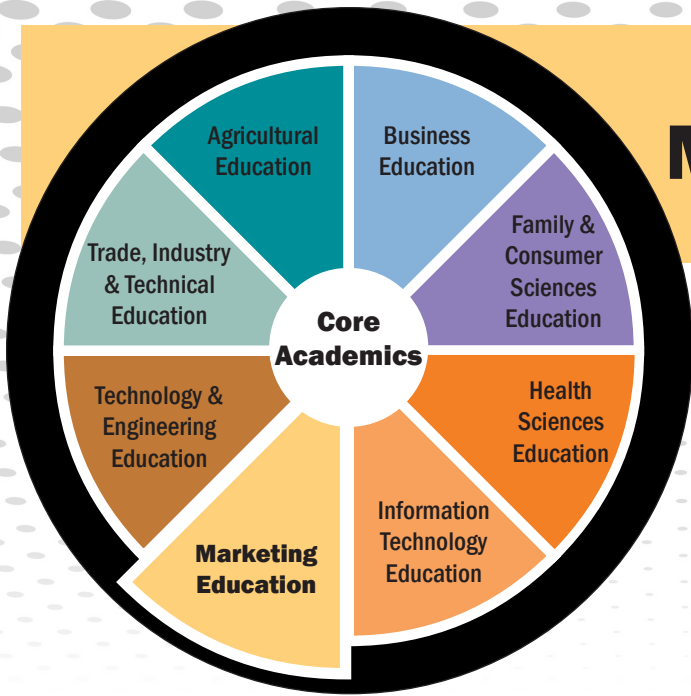 Agricultural
Education
Business
Education
Family &
Consumer
Sciences
Education
Trade, Industry
& Technical
Education
Core
Academics
Health
Sciences
Education
Technology &
Engineering
Education
Information
Technology
Education
Marketing
Education